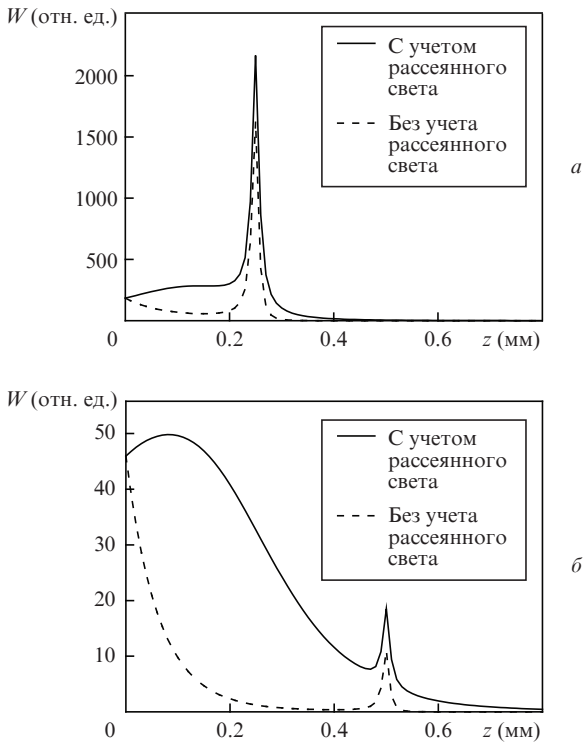 W (отн. ед.)
С учетом
рассеянного
света
Без учета
рассеянного
света
2000
1500
1000
500
0
0.2
0.4
0.6
z (мм)
а
W (отн. ед.)
С учетом
рассеянного
света
Без учета
рассеянного
света
50
40
30
20
10
0
0.2
0.4
0.6
z (мм)
б